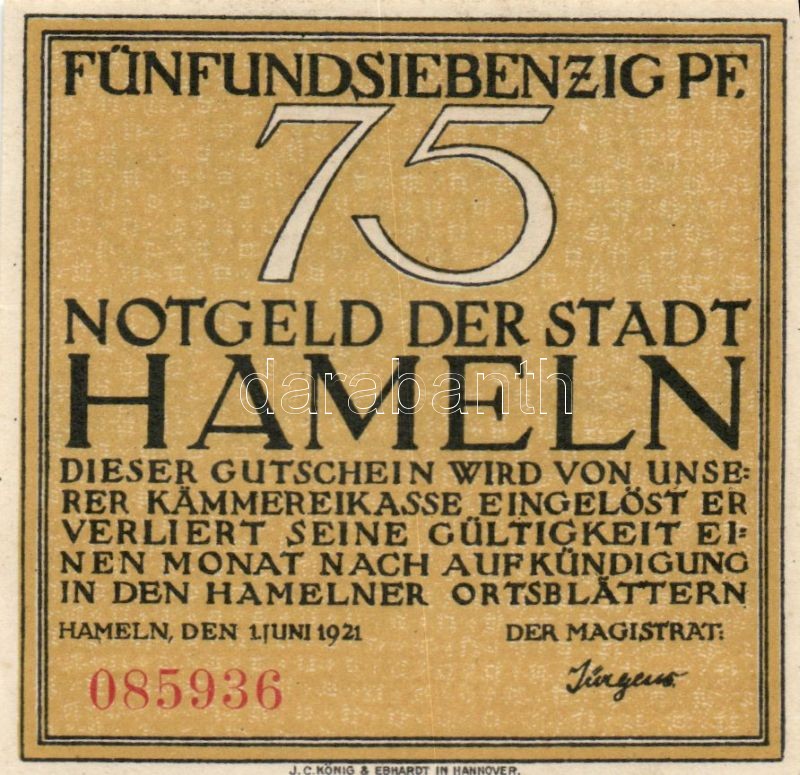 FÜNFUNDSIEBENZIG PF.
75
NOTGELD DER STADT
HAMELN
darabanth
DIESER GUTSCHEIN WIRD VON UNSE=
RER KÄMMEREIKASSE EINGELÖST ER
VERLIERT SEINE GÜLTIGKEIT EI=
NEN MONAT NACH AUFKÜNDIGUNG
IN DEN HAMELNER ORTSBLÄTTERN
HAMELN, DEN 1.JUNI 1921 DER MAGISTRAT:
085936 Jürgens.
J.C.KÖNIG & EBHARDT IN HANNOVER.